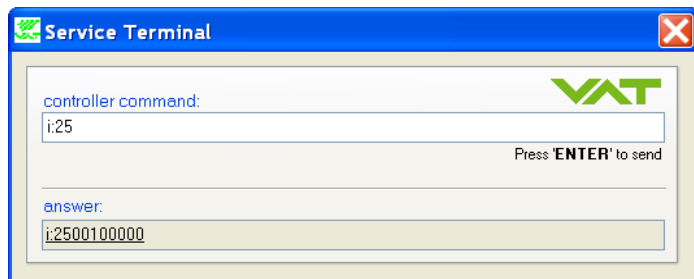 Service Terminal
VAT
controller command:
i:25
Press 'ENTER' to send
answer:
i:2500100000